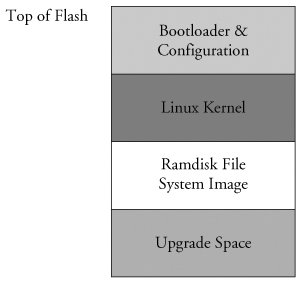 Top of Flash
Bootloader &
Configuration
Linux Kernel
Ramdisk File
System Image
Upgrade Space